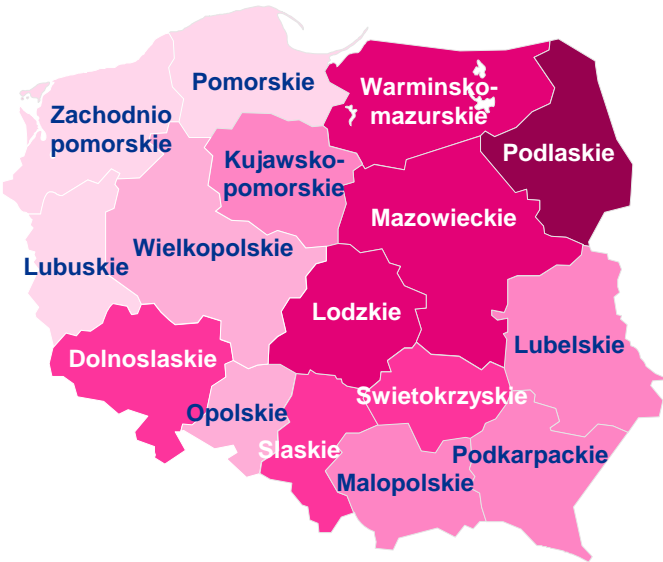 Pomorskie
Warminsko-
mazurskie
Zachodnio
pomorskie
Podlaskie
Kujawsko-
pomorskie
Mazowieckie
Wielkopolskie
Lubuskie
Lodzkie
Lubelskie
Dolnoslaskie
Swietokrzyskie
Opolskie
Slaskie
Podkarpackie
Malopolskie